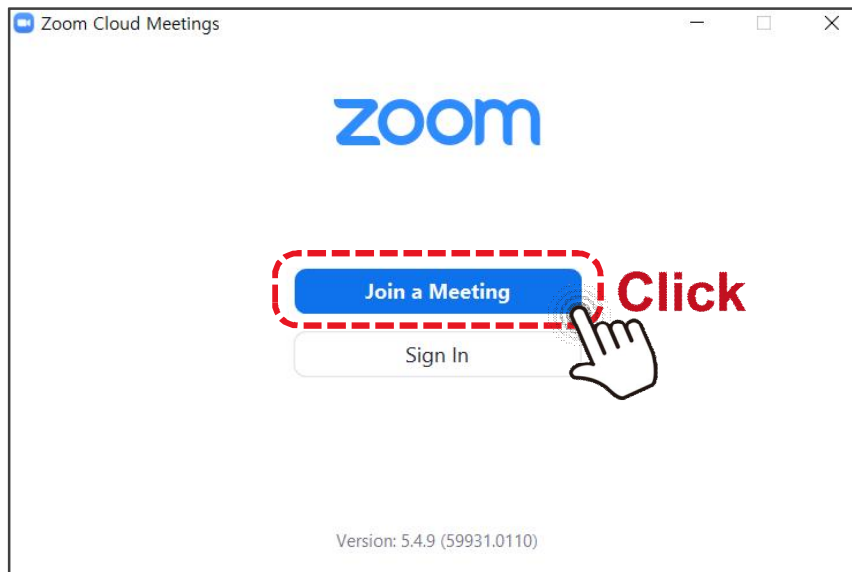 Zoom Cloud Meetings
zoom
Join a Meeting
Click
Sign In
Version: 5.4.9 (59931.0110)